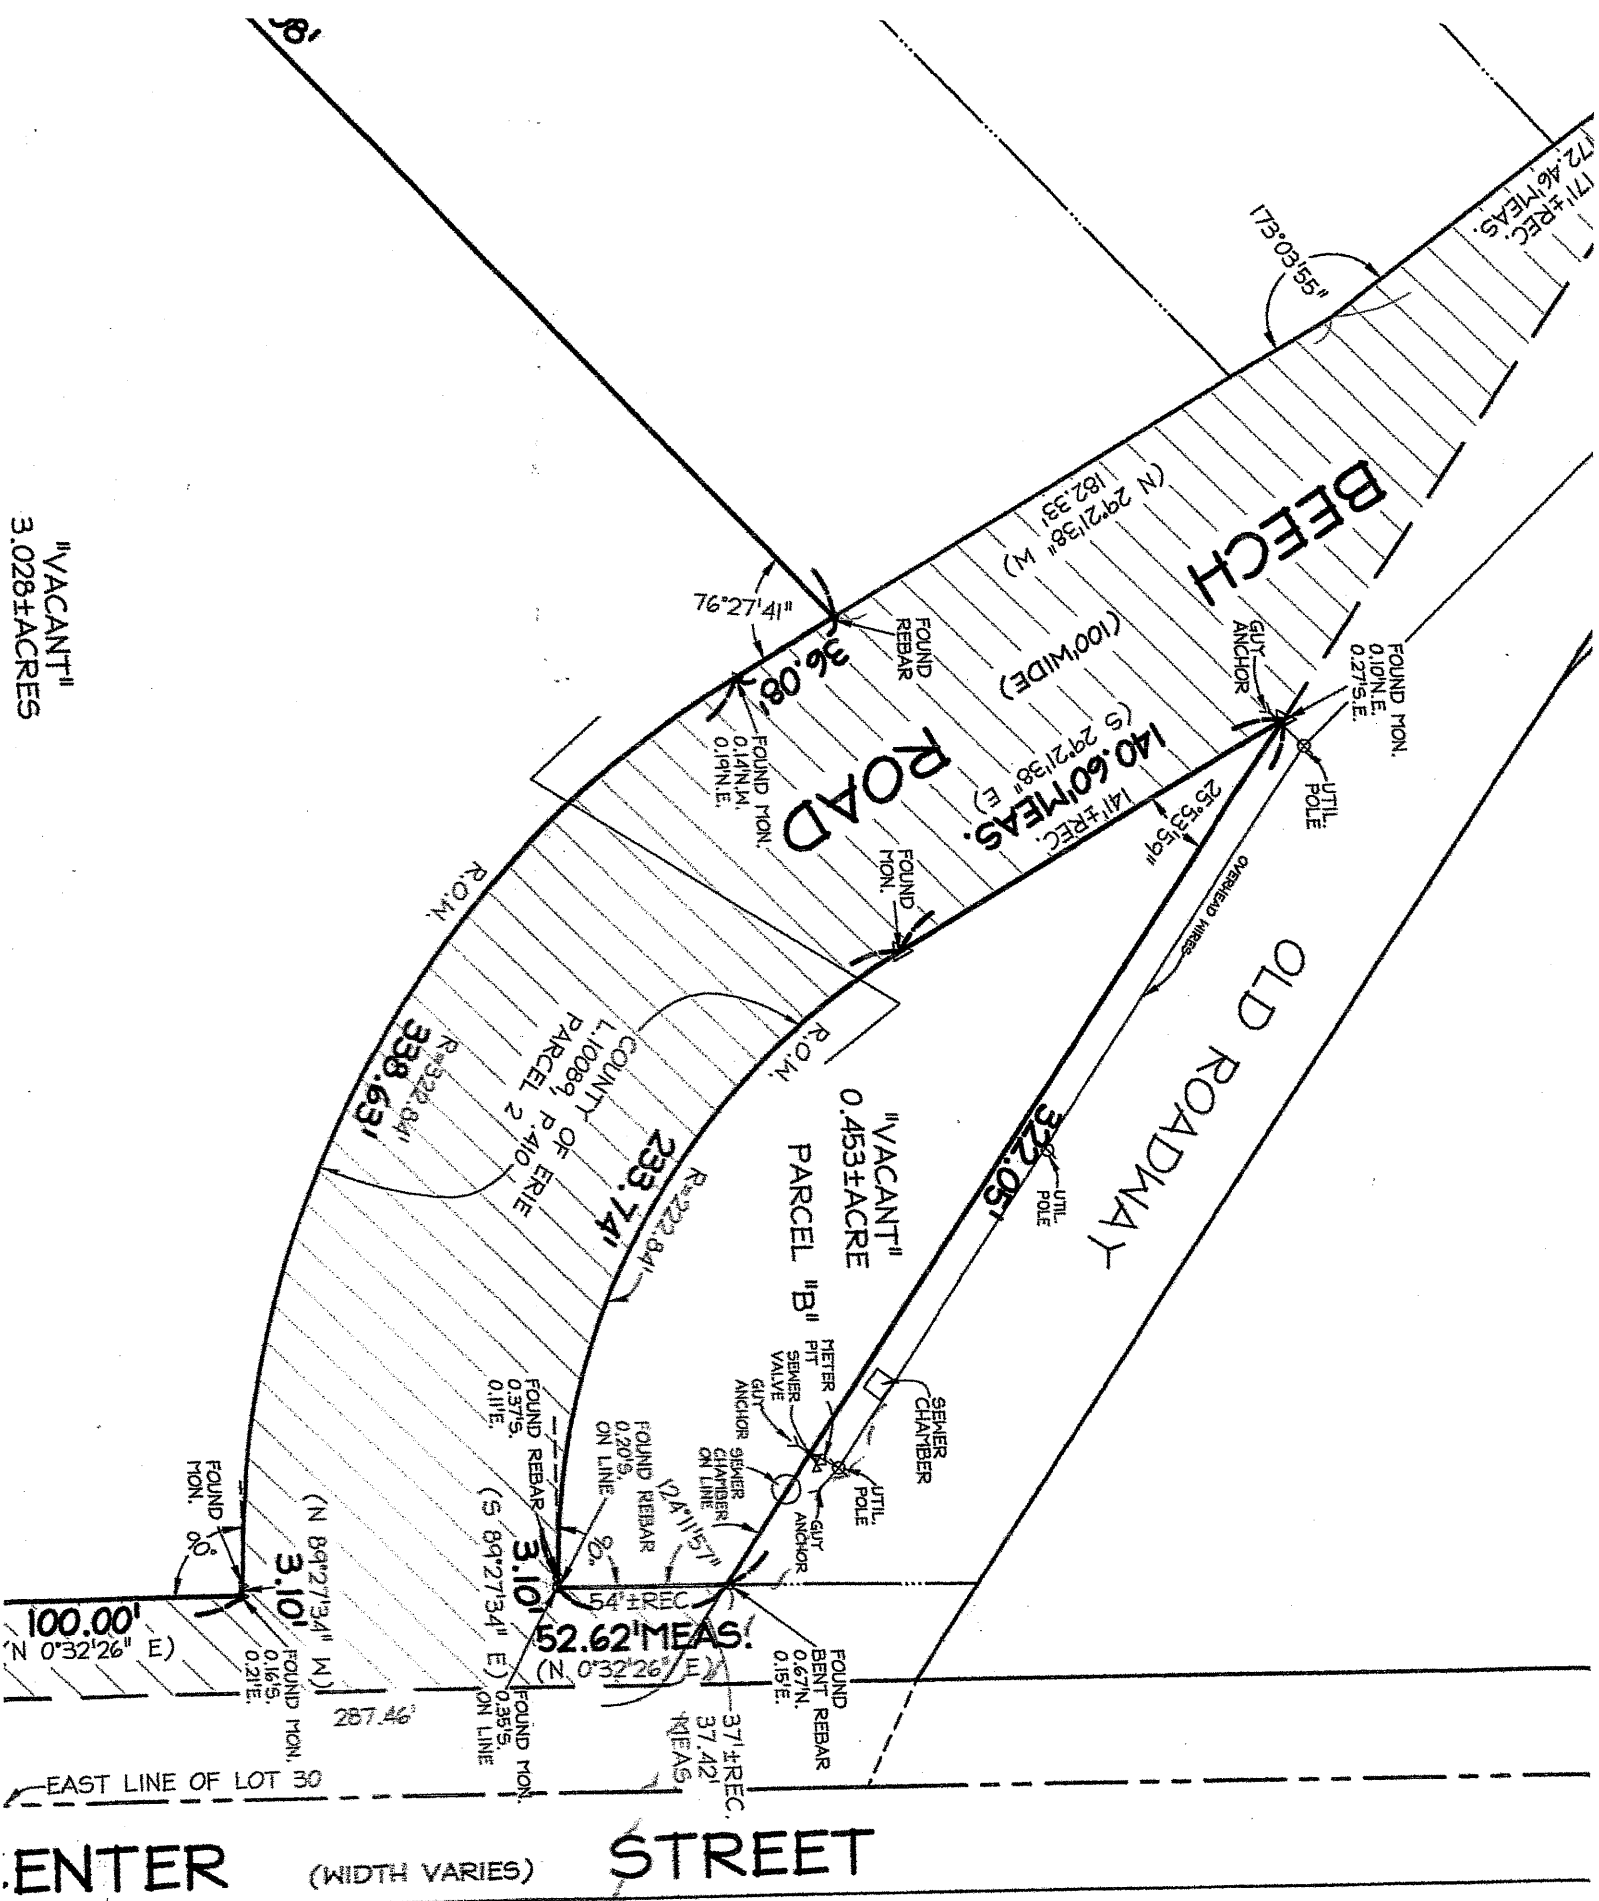 8'
171'±REC.
172.46'MEAS.
173°03'55"
BEECH
(N 29°21'38" W)
182.33'
FOUND MON.
0.10'N.E.
0.27'S.E.
GUY
ANCHOR
UTIL.
POLE
76°27'41"
FOUND
REBAR
36.08'
(100' WIDE)
ROAD
(S 29°21'38" E)
140.60'MEAS.
141'±REC.
25°53'59"
FOUND MON.
0.14'N.W.
0.19'N.E.
FOUND
MON.
OVERHEAD WIRES
OLD ROADWAY
"VACANT"
3.028±ACRES
R.O.W.
R.O.W.
COUNTY OF ERIE
L.10089, P.410
PARCEL 2
R=322.84'
338.63'
233.74'
R=222.84'
"VACANT"
0.453±ACRE
PARCEL "B"
322.05'
UTIL.
POLE
METER
PIT
SEWER
VALVE
GUY
ANCHOR
SEWER
CHAMBER
SEWER
CHAMBER
ON LINE
UTIL.
POLE
GUY
ANCHOR
FOUND REBAR
0.37'S.
0.11'E.
FOUND REBAR
0.20'S.
ON LINE
124°11'57"
90°
FOUND
MON.
90°
(N 89°27'34" W)
3.10'
(S 89°27'34" E)
3.10'
54'±REC.
52.62'MEAS.
(N 0°32'26" E)
100.00'
(N 0°32'26" E)
FOUND MON.
0.16'S.
0.21'E.
FOUND MON.
0.35'S.
ON LINE
FOUND
BENT REBAR
0.67'N.
0.15'E.
37'±REC.
37.42'
MEAS.
287.46'
EAST LINE OF LOT 30
ENTER (WIDTH VARIES) STREET